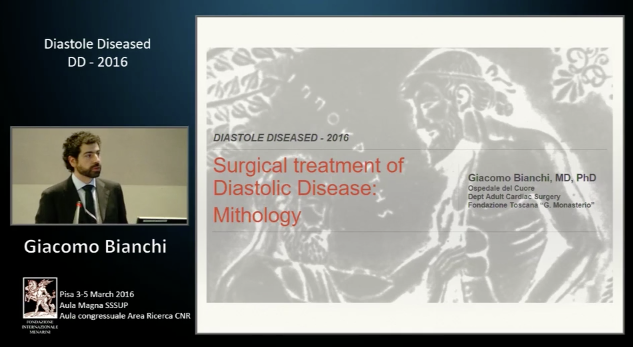 Diastole Diseased
DD - 2016
Giacomo Bianchi
FONDAZIONE
INTERNAZIONALE
MENARINI
Pisa 3-5 March 2016
Aula Magna SSSUP
Aula congressuale Area Ricerca CNR
DIASTOLE DISEASED - 2016
Surgical treatment of
Diastolic Disease:
Mithology
Giacomo Bianchi, MD, PhD
Ospedale del Cuore
Dept Adult Cardiac Surgery
Fondazione Toscana "G. Monasterio"